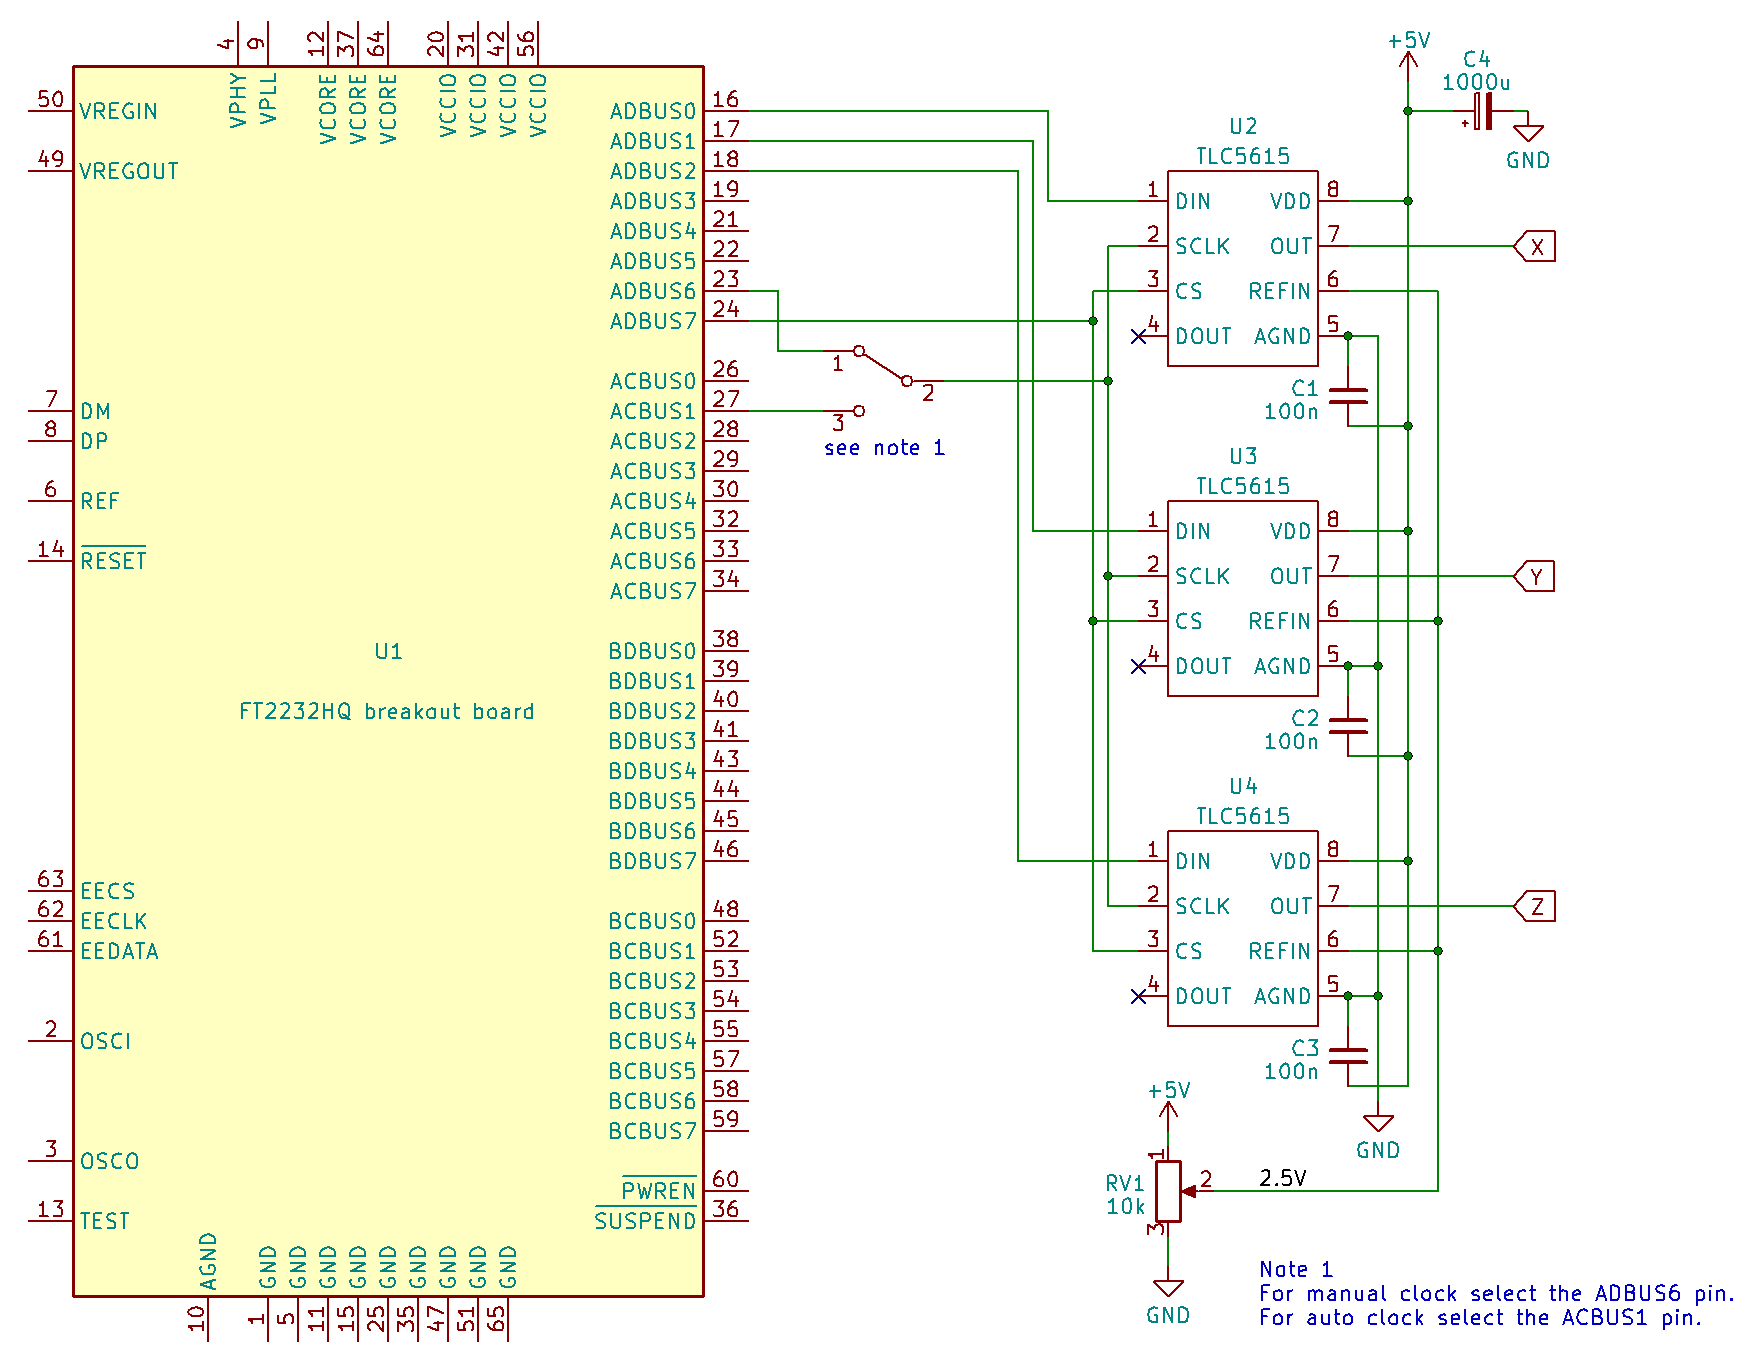 4
9
12
37
64
20
31
42
56
VPHY
VPLL
VCORE
VCORE
VCORE
VCCIO
VCCIO
VCCIO
VCCIO
50
VREGIN
49
VREGOUT
7
DM
8
DP
6
REF
14
RESET
63
EECS
62
EECLK
61
EEDATA
2
OSCI
3
OSCO
13
TEST
U1
FT2232HQ breakout board
ADBUS0 16
ADBUS1 17
ADBUS2 18
ADBUS3 19
ADBUS4 21
ADBUS5 22
ADBUS6 23
ADBUS7 24
ACBUS0 26
ACBUS1 27
ACBUS2 28
ACBUS3 29
ACBUS4 30
ACBUS5 32
ACBUS6 33
ACBUS7 34
BDBUS0 38
BDBUS1 39
BDBUS2 40
BDBUS3 41
BDBUS4 43
BDBUS5 44
BDBUS6 45
BDBUS7 46
BCBUS0 48
BCBUS1 52
BCBUS2 53
BCBUS3 54
BCBUS4 55
BCBUS5 57
BCBUS6 58
BCBUS7 59
PWREN 60
SUSPEND 36
AGND
GND
GND
GND
GND
GND
GND
GND
GND
GND
10
1
5
11
15
25
35
47
51
65
1
2
3
see note 1
+5V
C4
1000u
+
GND
U2
TLC5615
1 DIN VDD 8
2 SCLK OUT 7
3 CS REFIN 6
4 DOUT AGND 5
X
C1
100n
U3
TLC5615
1 DIN VDD 8
2 SCLK OUT 7
3 CS REFIN 6
4 DOUT AGND 5
Y
C2
100n
U4
TLC5615
1 DIN VDD 8
2 SCLK OUT 7
3 CS REFIN 6
4 DOUT AGND 5
Z
C3
100n
GND
+5V
1
RV1
10k
2
3
2.5V
GND
Note 1
For manual clock select the ADBUS6 pin.
For auto clock select the ACBUS1 pin.